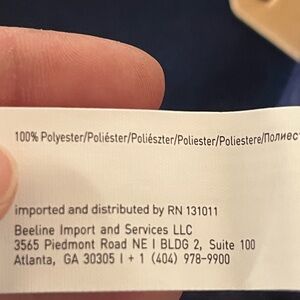 100% Polyester/Poliéster/Poliészter/Poliester/Poliestere/Полиест
imported and distributed by RN 131011
Beeline Import and Services LLC
3565 Piedmont Road NE I BLDG 2, Suite 100
Atlanta, GA 30305 I + 1 (404) 978-9900